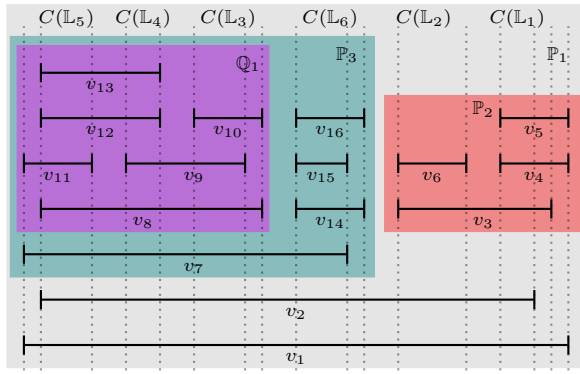 C(𝕃₅) C(𝕃₄) C(𝕃₃) C(𝕃₆) C(𝕃₂) C(𝕃₁)
ℚ₁ ℙ₃ ℙ₁
v₁₃
ℙ₂
v₁₂ v₁₀ v₁₆ v₅
v₁₁ v₉ v₁₅ v₆ v₄
v₈ v₁₄ v₃
v₇
v₂
v₁